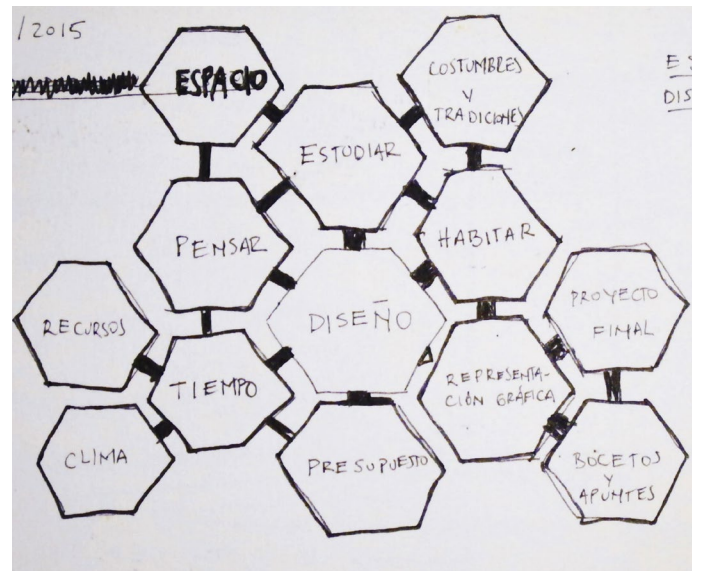 /2015
ESPACIO
COSTUMBRES
Y
TRADICIONES
ESTUDIAR
DIS
PENSAR
HABITAR
RECURSOS
DISEÑO
PROYECTO
FINAL
TIEMPO
REPRESENTA-
CIÓN GRÁFICA
CLIMA
PRESUPUESTO
BOCETOS
Y
APUNTES